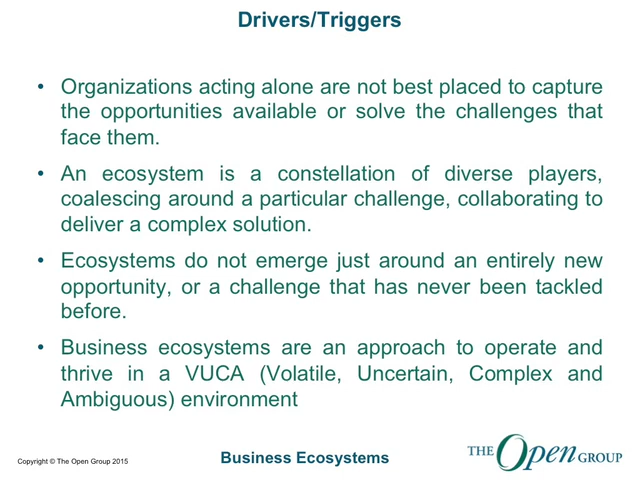 Drivers/Triggers
• Organizations acting alone are not best placed to capture
the opportunities available or solve the challenges that
face them.
• An ecosystem is a constellation of diverse players,
coalescing around a particular challenge, collaborating to
deliver a complex solution.
• Ecosystems do not emerge just around an entirely new
opportunity, or a challenge that has never been tackled
before.
• Business ecosystems are an approach to operate and
thrive in a VUCA (Volatile, Uncertain, Complex and
Ambiguous) environment
Copyright © The Open Group 2015
Business Ecosystems
THE Open GROUP